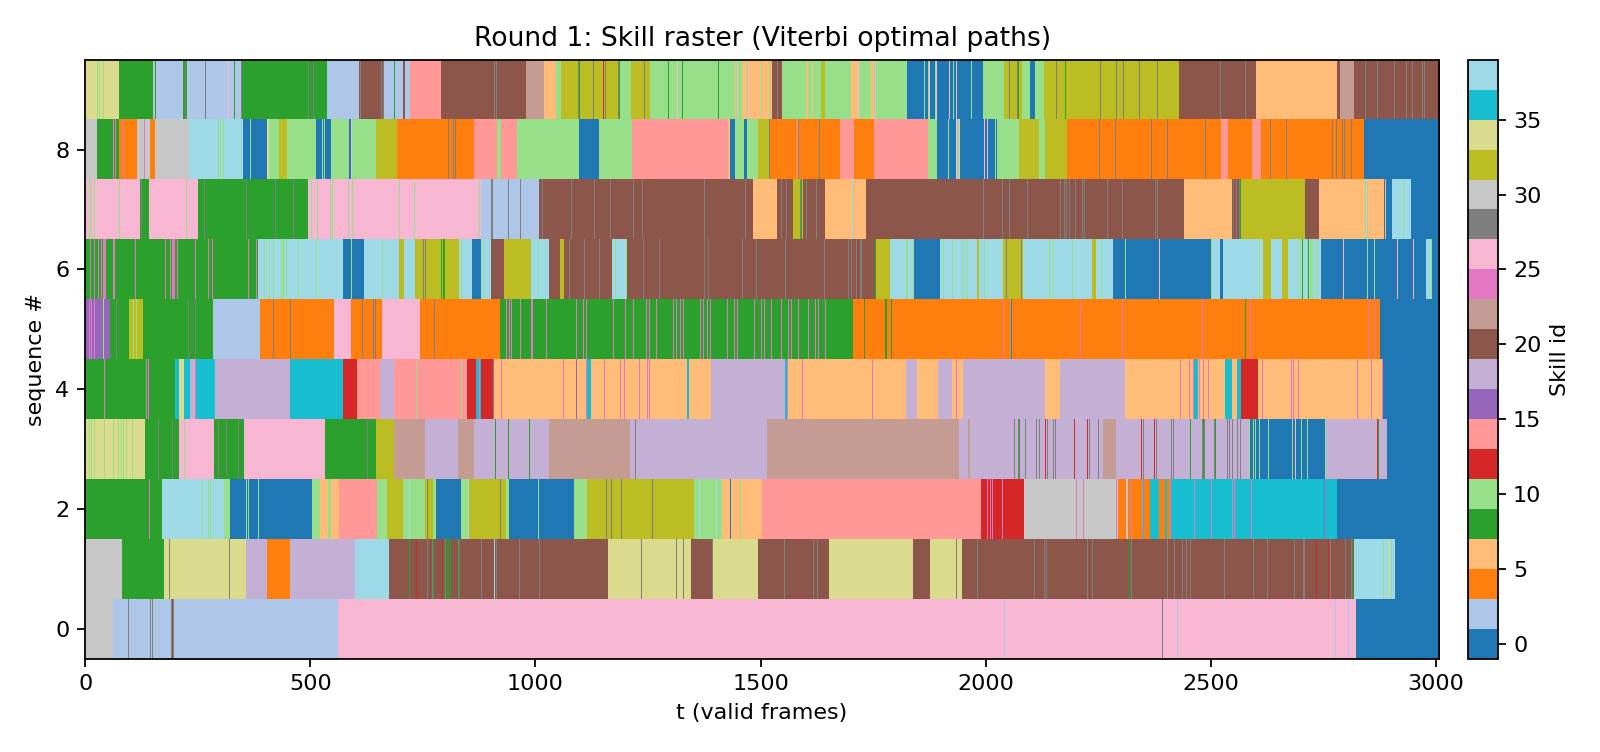 Round 1: Skill raster (Viterbi optimal paths)
8
6
4
2
0
sequence #
0 500 1000 1500 2000 2500 3000
t (valid frames)
35
30
25
20
15
10
5
0
Skill id